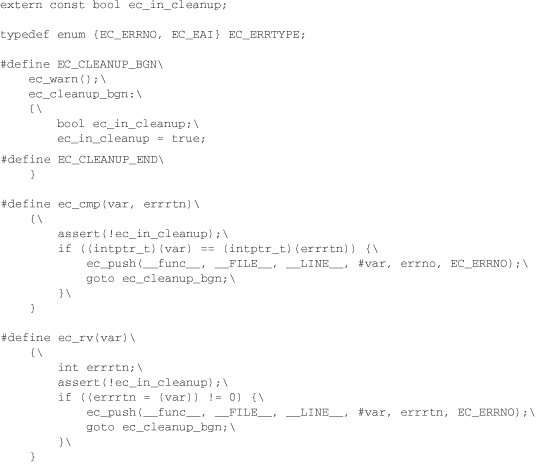 extern const bool ec_in_cleanup;
typedef enum {EC_ERRNO, EC_EAI} EC_ERRTYPE;
#define EC_CLEANUP_BGN\
ec_warn();\
ec_cleanup_bgn:\
{\
bool ec_in_cleanup;\
ec_in_cleanup = true;
#define EC_CLEANUP_END\
}
#define ec_cmp(var, errrtn)\
{\
assert(!ec_in_cleanup);\
if ((intptr_t)(var) == (intptr_t)(errrtn)) {\
ec_push(__func__, __FILE__, __LINE__, #var, errno, EC_ERRNO);\
goto ec_cleanup_bgn;\
}\
}
#define ec_rv(var)\
{\
int errrtn;\
assert(!ec_in_cleanup);\
if ((errrtn = (var)) != 0) {\
ec_push(__func__, __FILE__, __LINE__, #var, errrtn, EC_ERRNO);\
goto ec_cleanup_bgn;\
}\
}